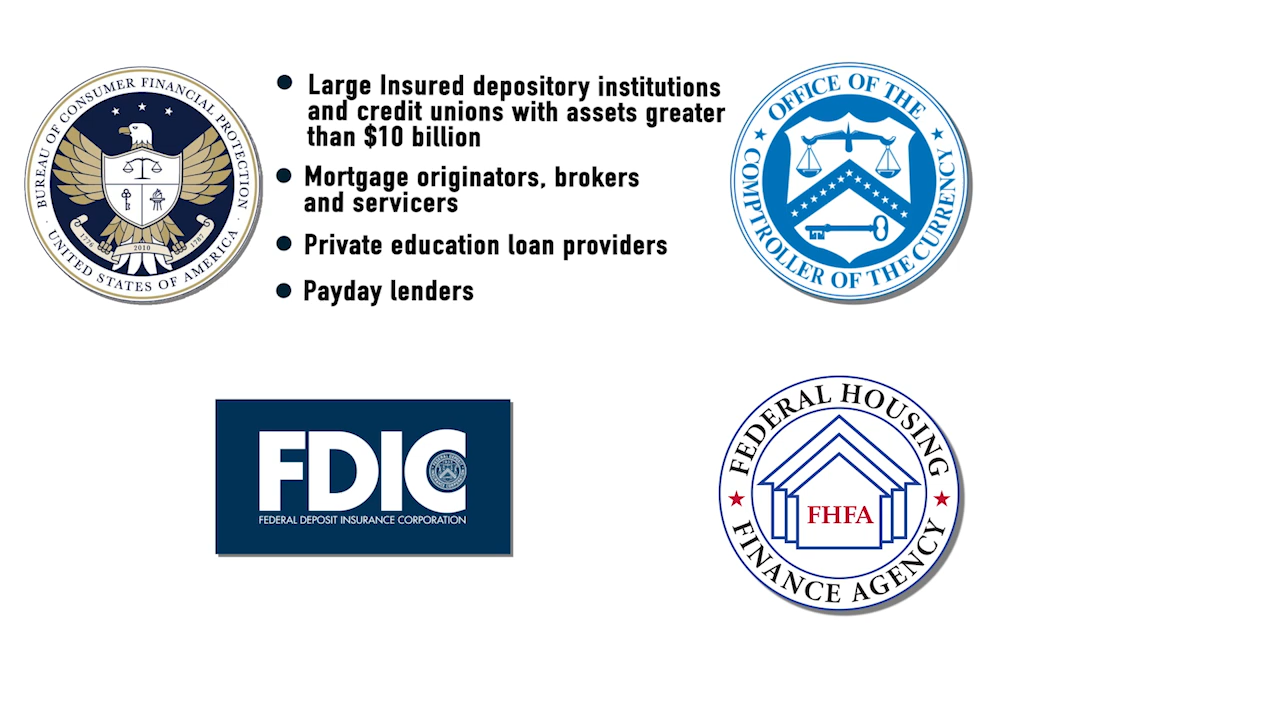 BUREAU OF CONSUMER FINANCIAL PROTECTION
UNITED STATES OF AMERICA
1776 2010 1787
Large Insured depository institutions
and credit unions with assets greater
than $10 billion
Mortgage originators, brokers
and servicers
Private education loan providers
Payday lenders
OFFICE OF THE
COMPTROLLER OF THE CURRENCY
FDIC
FEDERAL DEPOSIT INSURANCE CORPORATION
FEDERAL HOUSING
FHFA
FINANCE AGENCY